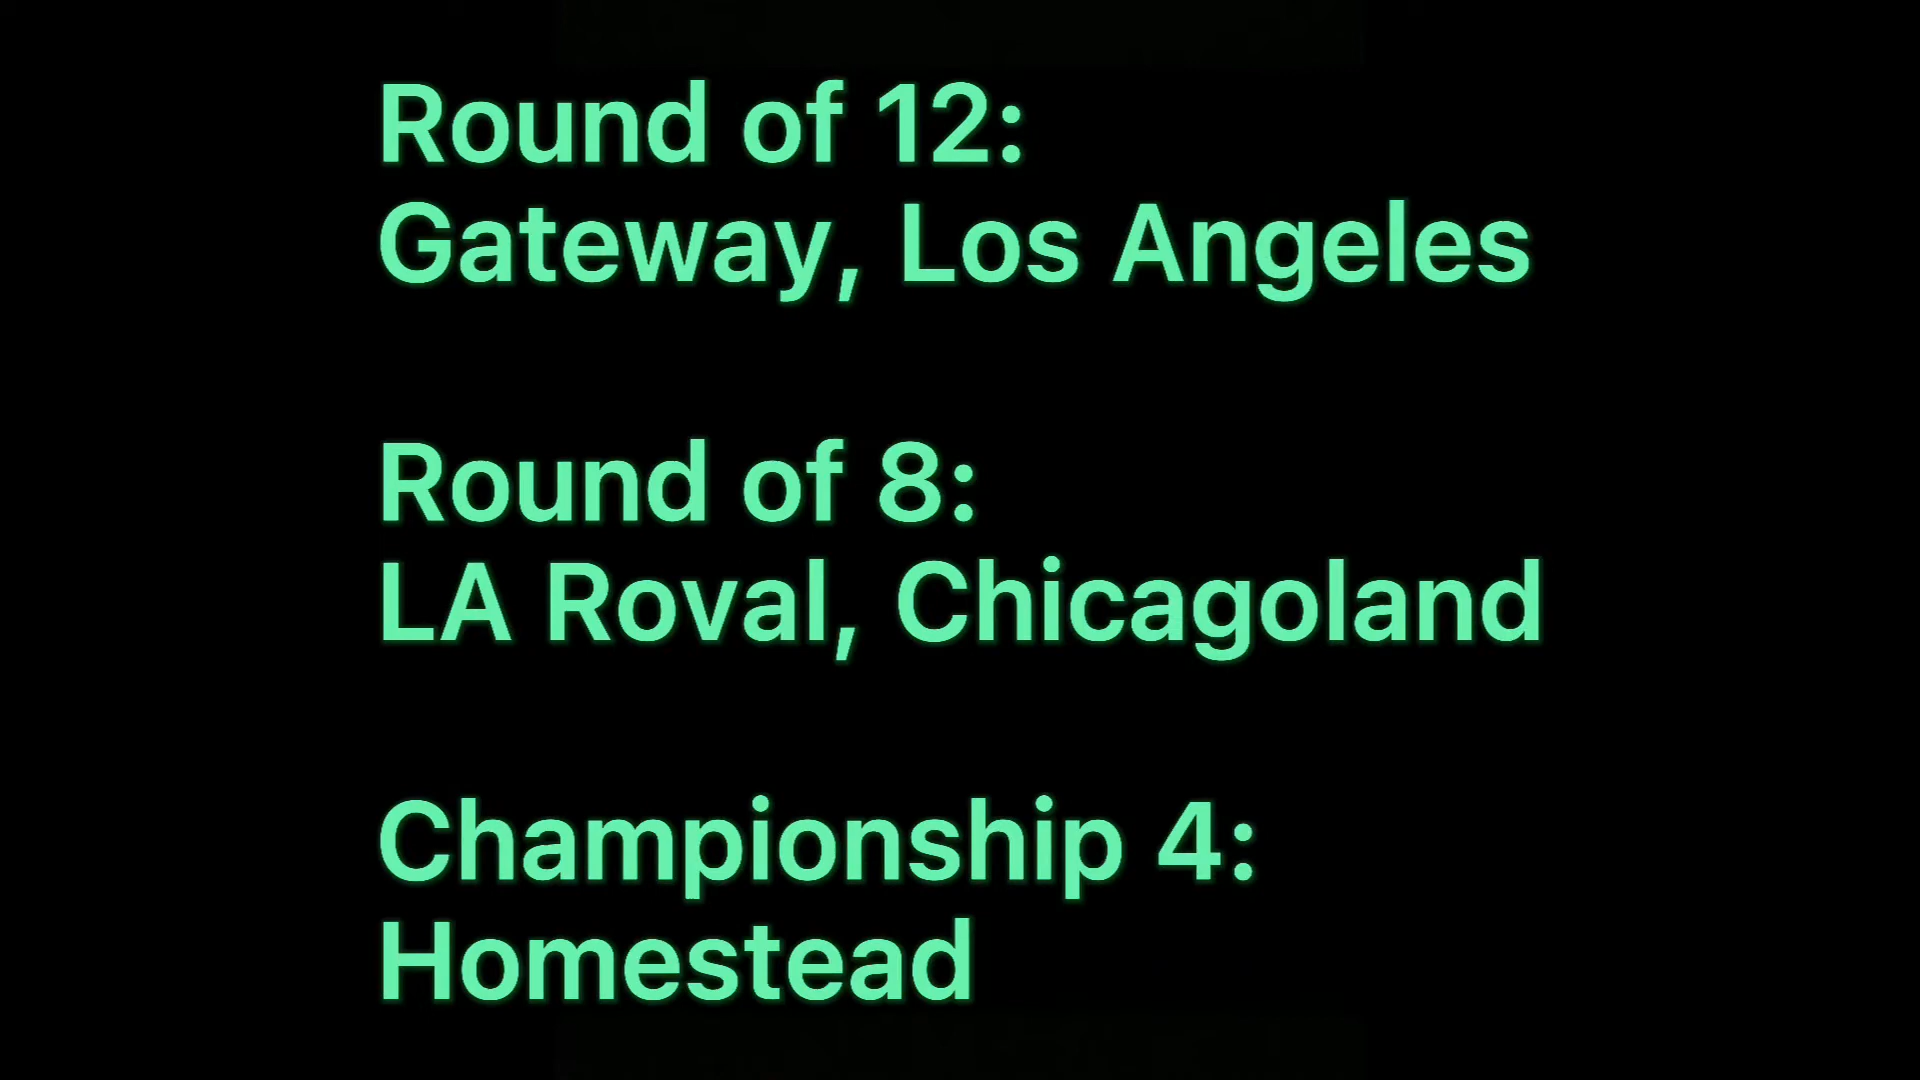 Round of 12:
Gateway, Los Angeles
Round of 8:
LA Roval, Chicagoland
Championship 4:
Homestead